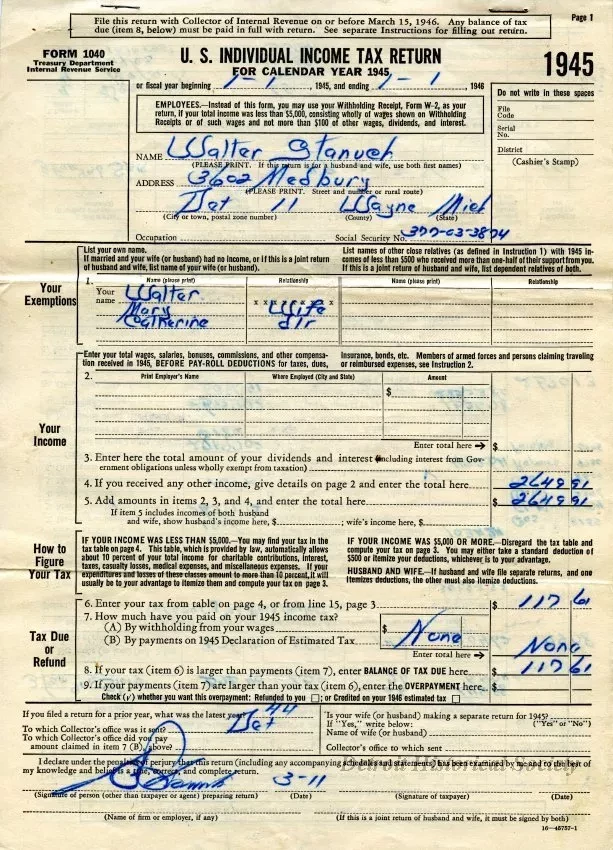 File this return with Collector of Internal Revenue on or before March 15, 1946. Any balance of tax
due (item 8, below) must be paid in full with return. See separate Instructions for filling out return.
Page 1
FORM 1040
Treasury Department
Internal Revenue Service
U. S. INDIVIDUAL INCOME TAX RETURN
FOR CALENDAR YEAR 1945
1945
or fiscal year beginning 1-1, 1945, and ending 1-1, 1946
Do not write in these spaces
EMPLOYEES.—Instead of this form, you may use your Withholding Receipt, Form W-2, as your
return, if your total income was less than $5,000, consisting wholly of wages shown on Withholding
Receipts or of such wages and not more than $100 of other wages, dividends, and interest.
File
Code
Serial
No.
District
(Cashier's Stamp)
NAME Walter Stanuch
(PLEASE PRINT. If this return is for a husband and wife, use both first names)
ADDRESS 3602 Medbury
(PLEASE PRINT. Street and number or rural route)
Det 11 Wayne Mich
(City or town, postal zone number) (County) (State)
Occupation Social Security No. 377-03-3874
Your
Exemptions
List your own name.
If married and your wife (or husband) had no income, or if this is a joint return
of husband and wife, list name of your wife (or husband).
List names of other close relatives (as defined in Instruction 1) with 1945 in-
comes of less than $500 who received more than one-half of their support from you.
If this is a joint return of husband and wife, list dependent relatives of both.
1. Name (please print) Relationship Name (please print) Relationship
Your
name Walter x x x x x x x x
Mary Wife
Catherine
Your
Income
Enter your total wages, salaries, bonuses, commissions, and other compensa-
tion received in 1945, BEFORE PAY-ROLL DEDUCTIONS for taxes, dues,
insurance, bonds, etc. Members of armed forces and persons claiming traveling
or reimbursed expenses, see Instruction 2.
2. Print Employer's Name Where Employed (City and State) Amount
$
Enter total here → $
3. Enter here the total amount of your dividends and interest (including interest from Gov-
ernment obligations unless wholly exempt from taxation)
4. If you received any other income, give details on page 2 and enter the total here 2649 91
5. Add amounts in items 2, 3, and 4, and enter the total here $ 2649 91
If item 5 includes incomes of both husband
and wife, show husband's income here, $ ; wife's income here, $
How to
Figure
Your Tax
IF YOUR INCOME WAS LESS THAN $5,000.—You may find your tax in
the tax table on page 4. This table, which is provided by law, automatically allows
about 10 percent of your total income for charitable contributions, interest,
taxes, casualty losses, medical expenses, and miscellaneous expenses. If your
expenditures and losses of these classes amount to more than 10 percent, it will
usually be to your advantage to itemize them and compute your tax on page 3.
IF YOUR INCOME WAS $5,000 OR MORE.—Disregard the tax table and
compute your tax on page 3. You may either take a standard deduction of
$500 or itemize your deductions, whichever is to your advantage.
HUSBAND AND WIFE.—If husband and wife file separate returns, and one
itemizes deductions, the other must also itemize deductions.
Tax Due
or
Refund
6. Enter your tax from table on page 4, or from line 15, page 3 $ 117 61
7. How much have you paid on your 1945 income tax?
(A) By withholding from your wages $
(B) By payments on 1945 Declaration of Estimated Tax None
Enter total here → None
8. If your tax (item 6) is larger than payments (item 7), enter BALANCE OF TAX DUE here $ 117 61
9. If your payments (item 7) are larger than your tax (item 6), enter the OVERPAYMENT here $
Check (√) whether you want this overpayment: Refunded to you ☐; or Credited on your 1946 estimated tax ☐
If you filed a return for a prior year, what was the latest year? 44
To which Collector's office was it sent? Det
To which Collector's office did you pay
amount claimed in item 7 (B), above?
Is your wife (or husband) making a separate return for 1945?
("Yes" or "No")
If "Yes," write below:
Name of wife (or husband)
Collector's office to which sent
I declare under the penalties of perjury that this return (including any accompanying schedules and statements) has been examined by me and to the best of
my knowledge and belief is a true, correct, and complete return.
Detroit Historical Society
3-11
(Signature of person (other than taxpayer or agent) preparing return) (Date) (Signature of taxpayer) (Date)
(Name of firm or employer, if any) (If this is a joint return of husband and wife, it must be signed by both)
16—45757-1